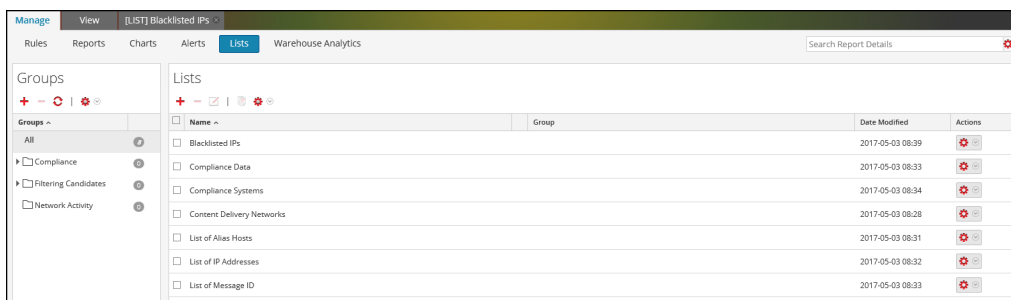 Manage View [LIST] Blacklisted IPs
Rules Reports Charts Alerts Lists Warehouse Analytics Search Report Details
Groups
Lists
Groups
Name Group Date Modified Actions
All
Blacklisted IPs 2017-05-03 08:39
Compliance 0
Compliance Data 2017-05-03 08:33
Filtering Candidates 0
Compliance Systems 2017-05-03 08:34
Network Activity 0
Content Delivery Networks 2017-05-03 08:28
List of Alias Hosts 2017-05-03 08:31
List of IP Addresses 2017-05-03 08:32
List of Message ID 2017-05-03 08:33